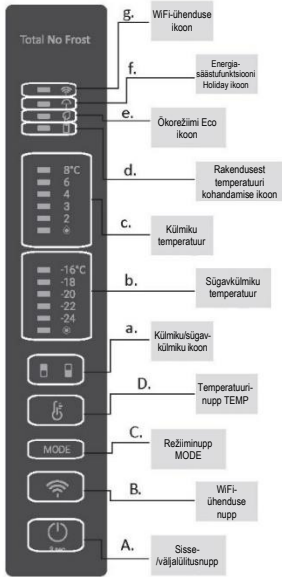 Total No Frost
g.
WiFi-ühenduse
ikoon
f.
Energia-
säästufunktsiooni
Holiday ikoon
e.
Ökorežiimi Eco
ikoon
d.
Rakendusest
temperatuuri
kohandamise ikoon
8°C
6
4
3
2
c.
Külmiku
temperatuur
-16°C
-18
-20
-22
-24
b.
Sügavkülmiku
temperatuur
a.
Külmiku/sügav-
külmiku ikoon
D.
Temperatuuri-
nupp TEMP
MODE
C.
Režiiminupp
MODE
B.
WiFi-
ühenduse
nupp
A.
Sisse-
/väljalülitusnupp